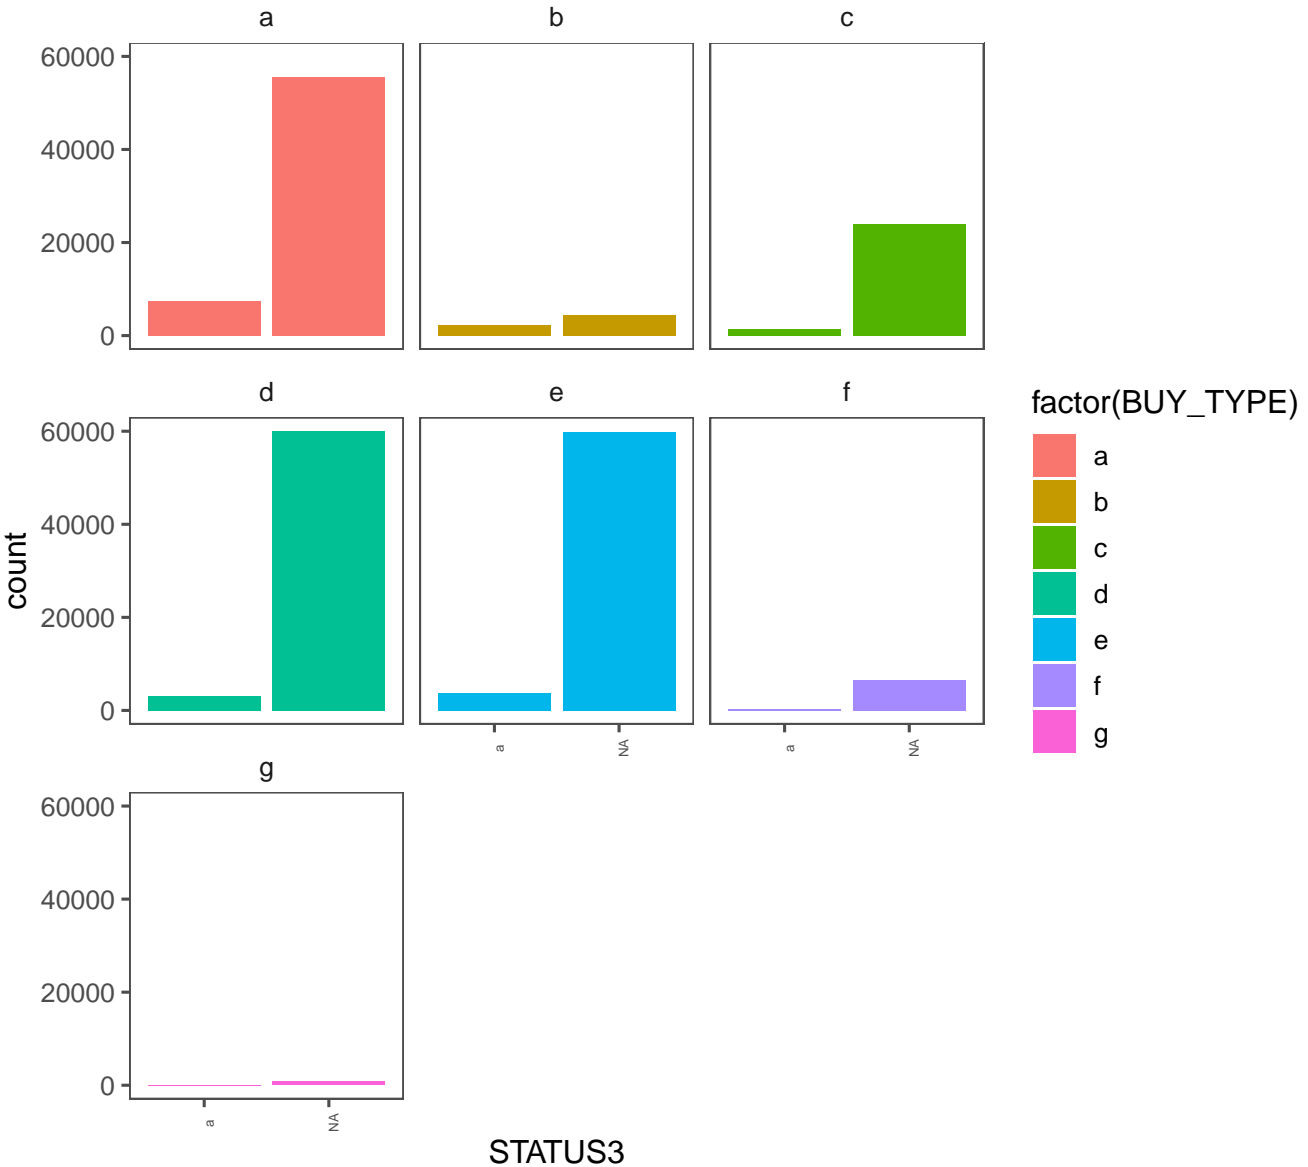 a b c
60000
40000
20000
0
d e f
60000
40000
20000
0
a NA a NA
g
60000
40000
20000
0
a NA
STATUS3
count
factor(BUY_TYPE)
a
b
c
d
e
f
g